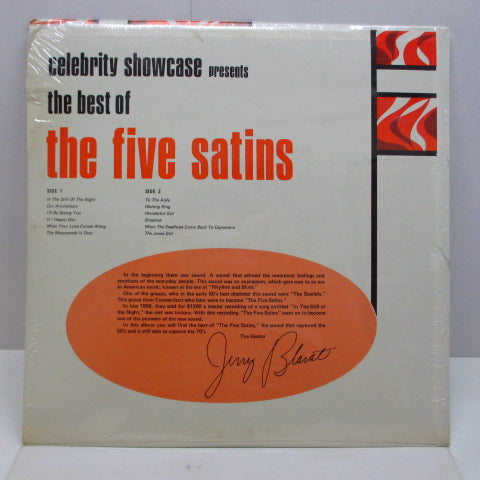 celebrity showcase presents
the best of
the five satins
SIDE 1
In The Still Of The Night
Our Anniversary
I'll Be Seeing You
O! Happy Day
When Your Love Comes Along
The Masquerade is Over
SIDE 2
To The Aisle
Wishing Ring
Wonderful Girl
Shadows
When The Swallows Come Back To Capistrano
The Jones Girl
In the beginning there was sound. A sound that echoed the innermost feelings and
emotions of the everyday people. This sound was an expression, which gave way to an era
in American music, known as the era of "Rhythm and Blues."
One of the groups, who in the early 50's best depicted this sound were "The Scarlets."
This group from Connecticut who later were to become "The Five Satins."
In late 1956, they sold for $1200 a master recording of a song entitled "In The Still of
the Night," the rest was history. With this recording "The Five Satins" went on to become
one of the pioneers of the new sound.
In this album you will find the best of "The Five Satins," the sound that captured the
50's and is still able to capture the 70's.
The Geator
Jerry Blavat